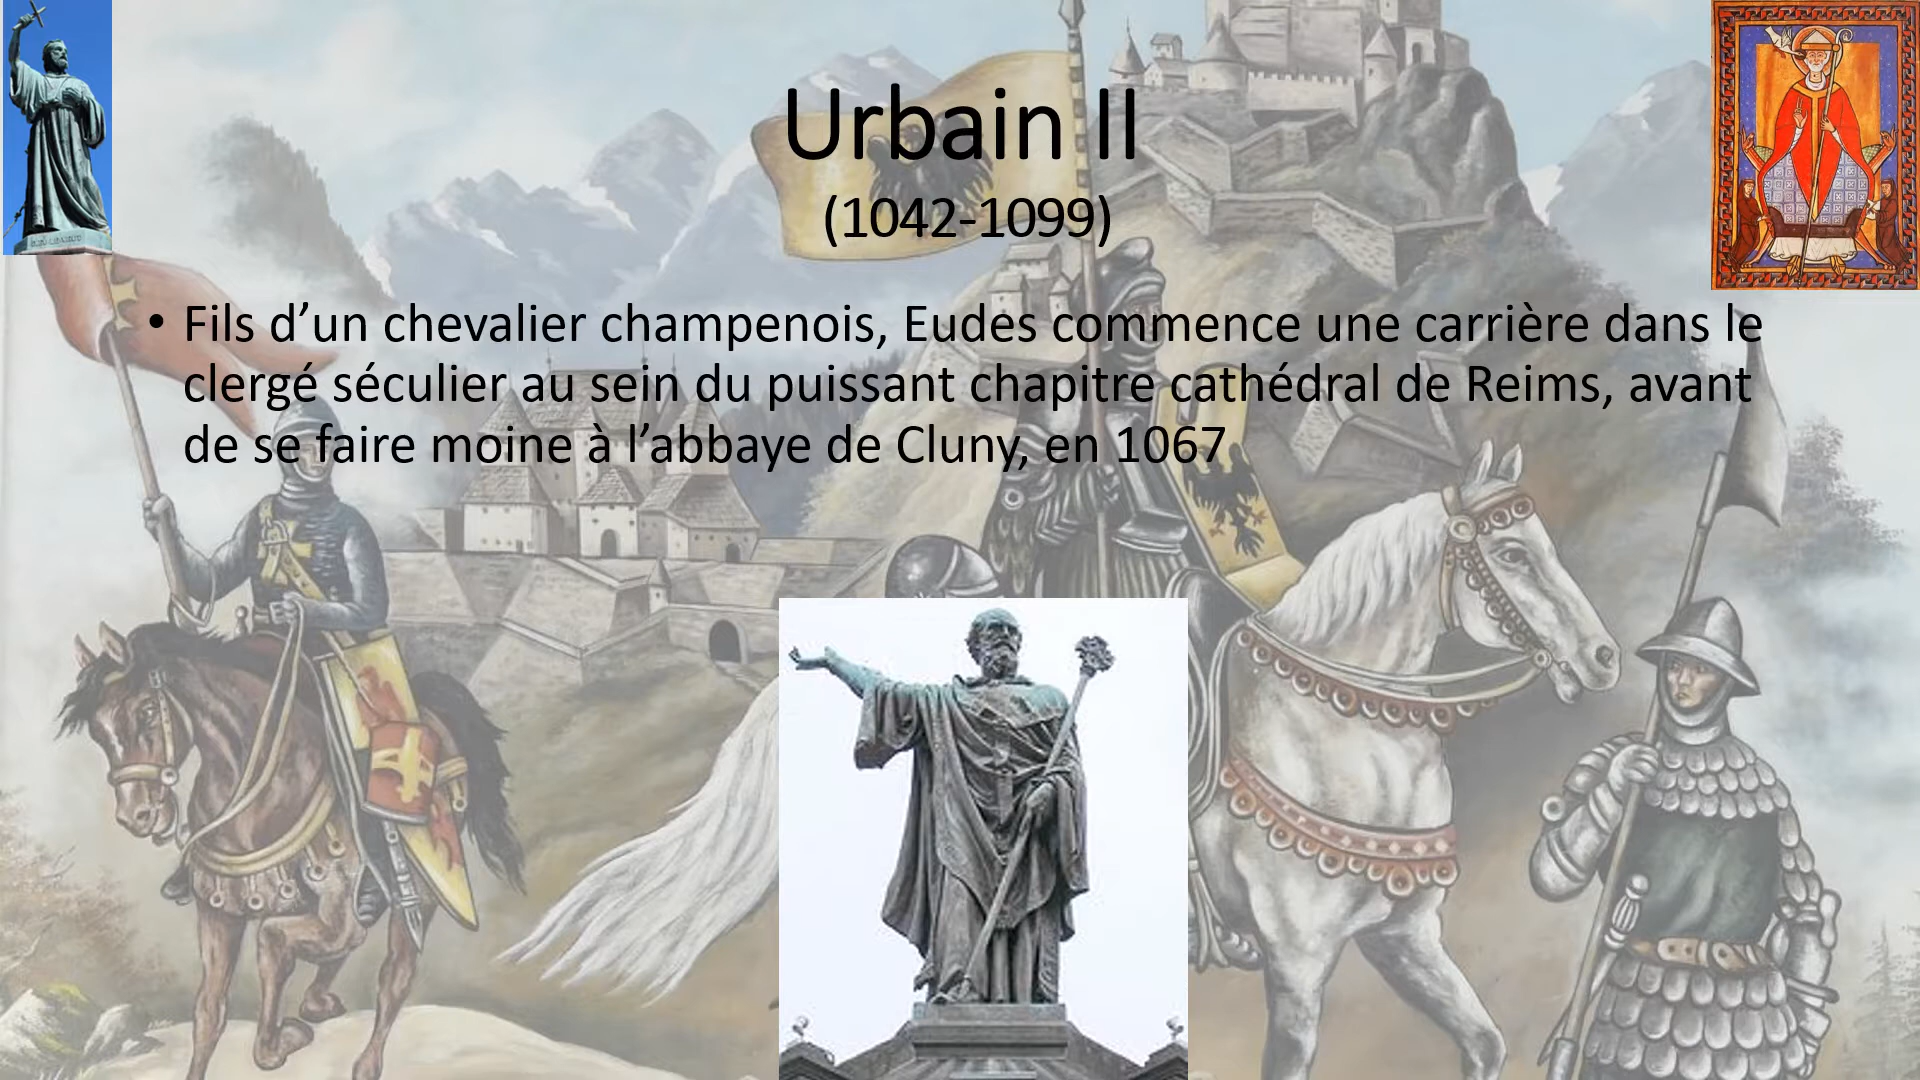 Urbain II
(1042-1099)
• Fils d’un chevalier champenois, Eudes commence une carrière dans le
clergé séculier au sein du puissant chapitre cathédral de Reims, avant
de se faire moine à l’abbaye de Cluny, en 1067